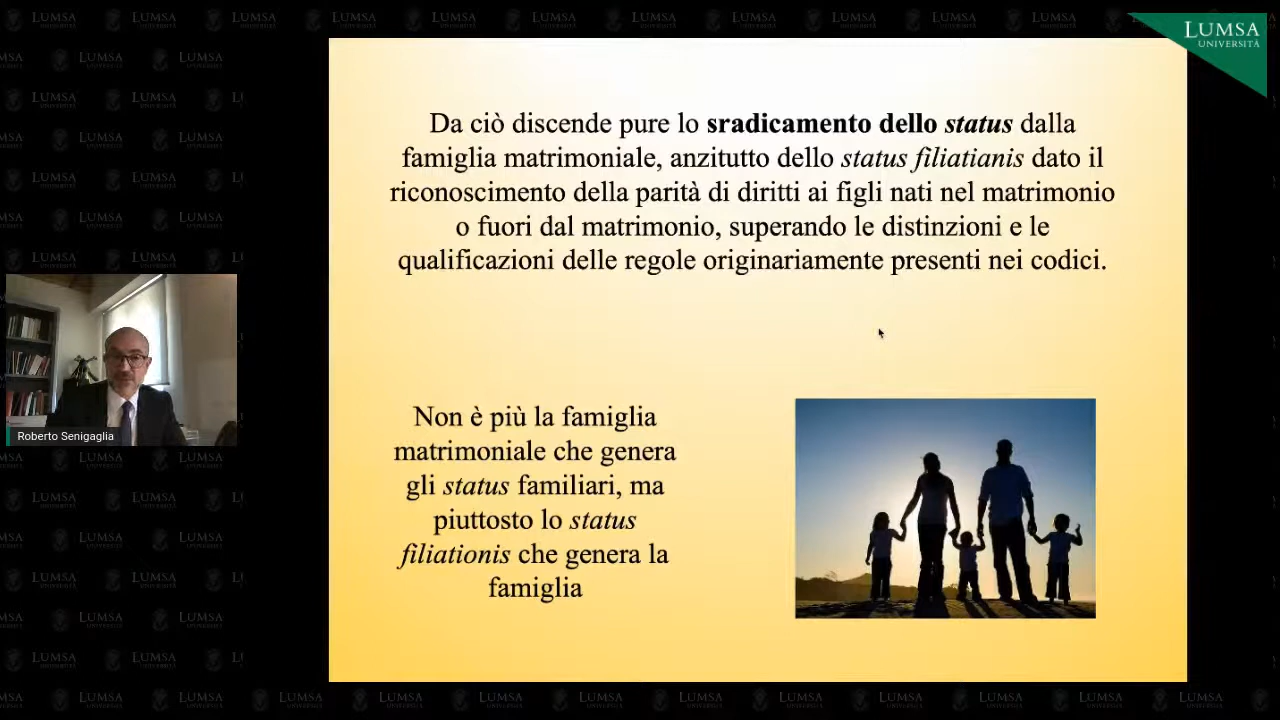 LUMSA
UNIVERSITÀ
Da ciò discende pure lo sradicamento dello status dalla
famiglia matrimoniale, anzitutto dello status filiatianis dato il
riconoscimento della parità di diritti ai figli nati nel matrimonio
o fuori dal matrimonio, superando le distinzioni e le
qualificazioni delle regole originariamente presenti nei codici.
Non è più la famiglia
matrimoniale che genera
gli status familiari, ma
piuttosto lo status
filiationis che genera la
famiglia
Roberto Senigaglia